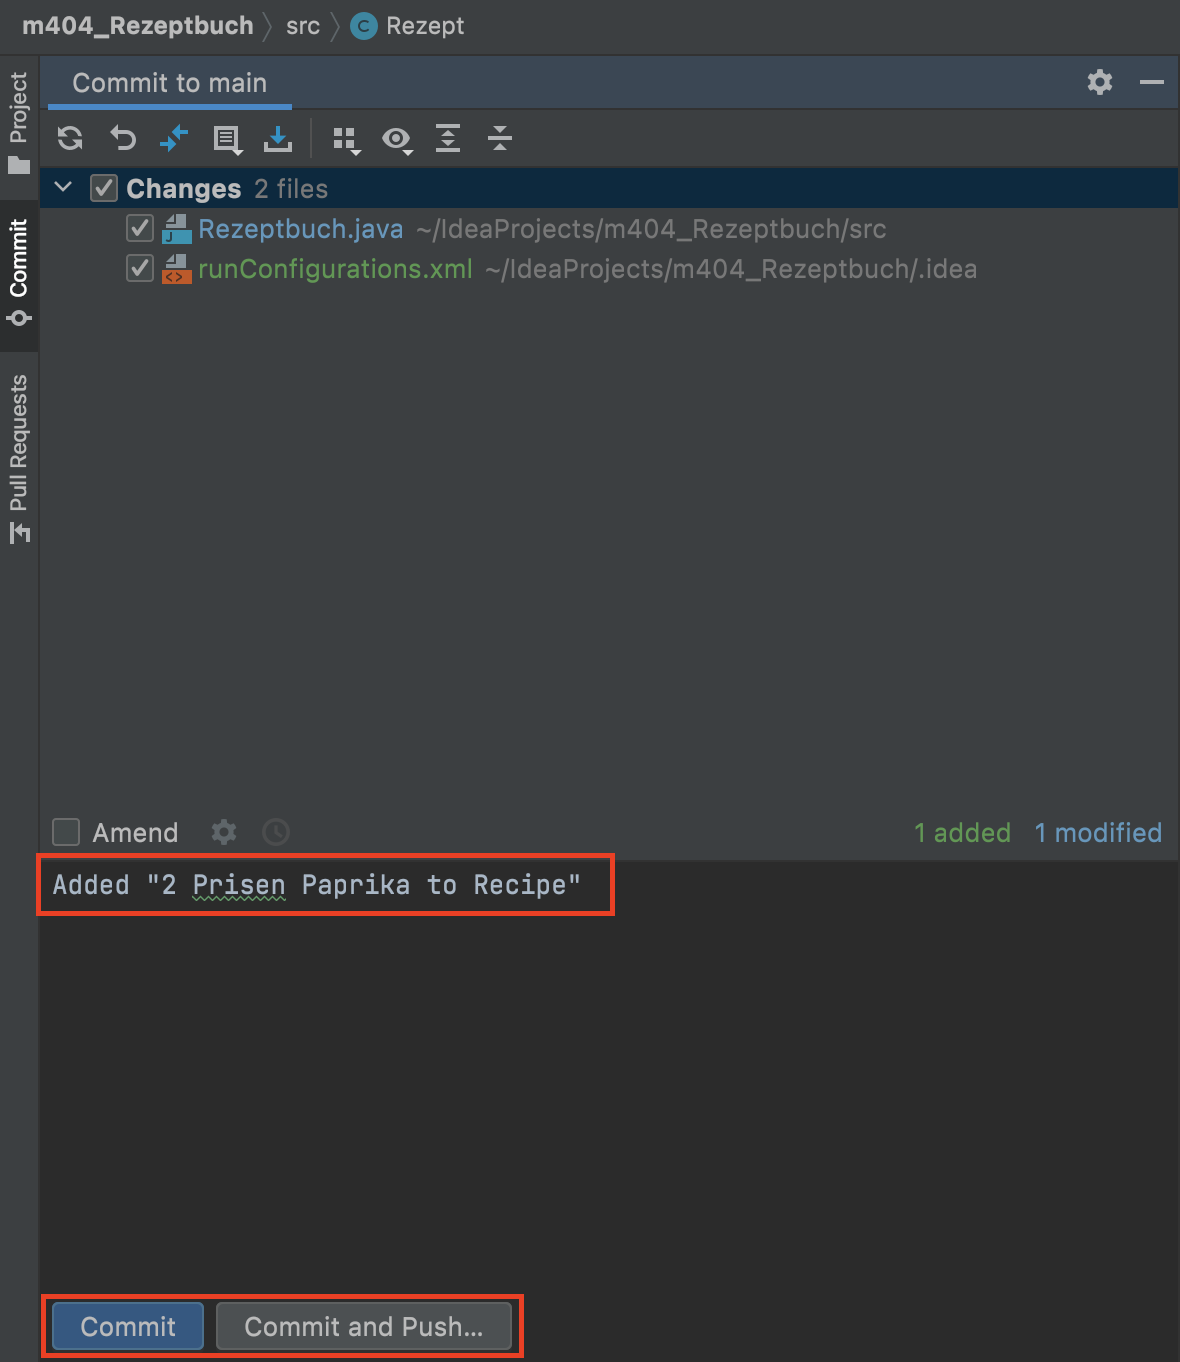 m404_Rezeptbuch src C Rezept
Project
Commit
Pull Requests
Commit to main
Changes 2 files
Rezeptbuch.java ~/IdeaProjects/m404_Rezeptbuch/src
runConfigurations.xml ~/IdeaProjects/m404_Rezeptbuch/.idea
Amend 1 added 1 modified
Added "2 Prisen Paprika to Recipe"
Commit Commit and Push...